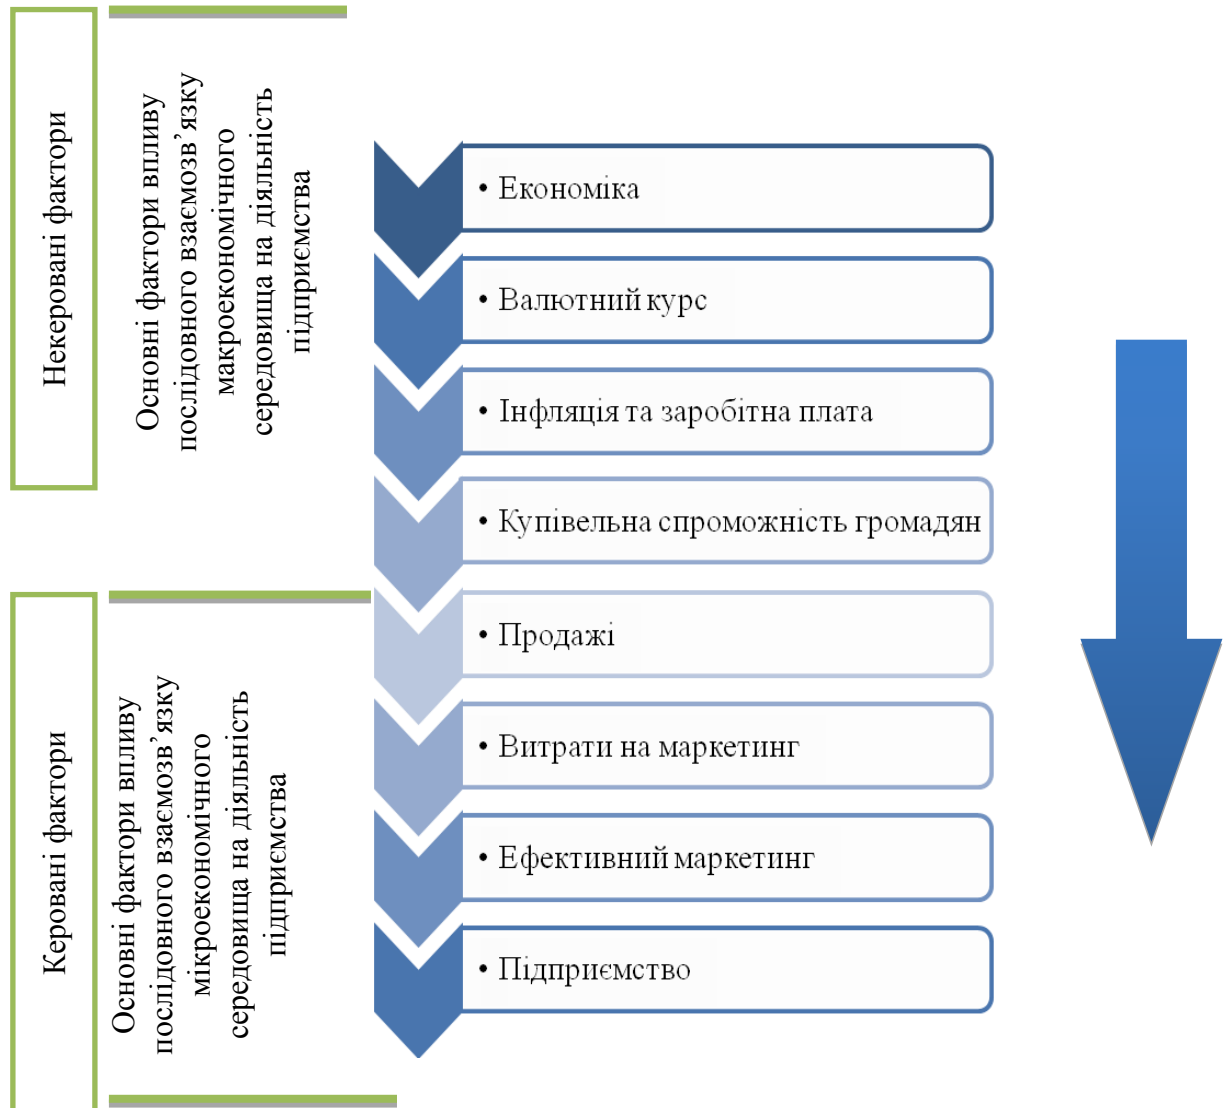 Некеровані фактори
Основні фактори впливу
послідовного взаємозв’язку
макроекономічного
середовища на діяльність
підприємства
• Економіка
• Валютний курс
• Інфляція та заробітна плата
• Купівельна спроможність громадян
Керовані фактори
Основні фактори впливу
послідовного взаємозв’язку
мікроекономічного
середовища на діяльність
підприємства
• Продажі
• Витрати на маркетинг
• Ефективний маркетинг
• Підприємство